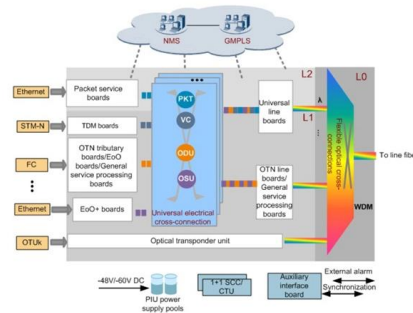 NMS
GMPLS
L2
L0
Ethernet
Packet service
boards
PKT
Universal
line
boards
L1
STM-N
TDM boards
VC
FC
OTN tributary
boards/EoO
boards/General
service processing
boards
ODU
OSU
OTN line
boards/
General
service
processing
boards
Flexible optical cross-
connections
To line fibe
Ethernet
EoO+ boards
Universal electrical
cross-connection
WDM
OTUk
Optical transponder unit
-48V/-60V DC
PIU power
supply pools
1+1 SCC/
CTU
Auxiliary
interface
board
External alarm
Synchronization